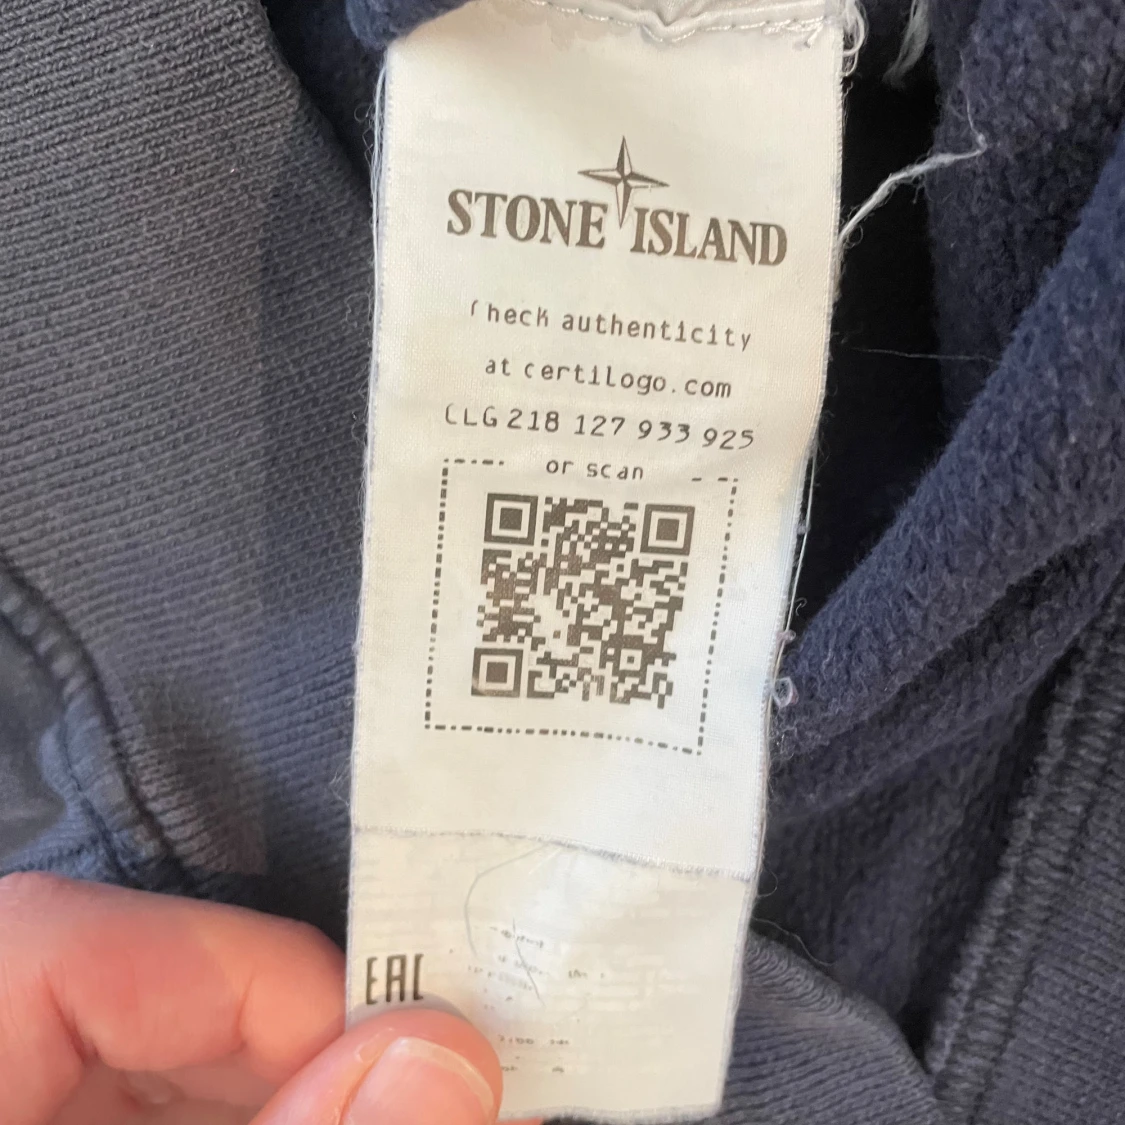 STONE ISLAND
Check authenticity
at certilogo.com
CLG 218 127 933 925
or scan
EAC